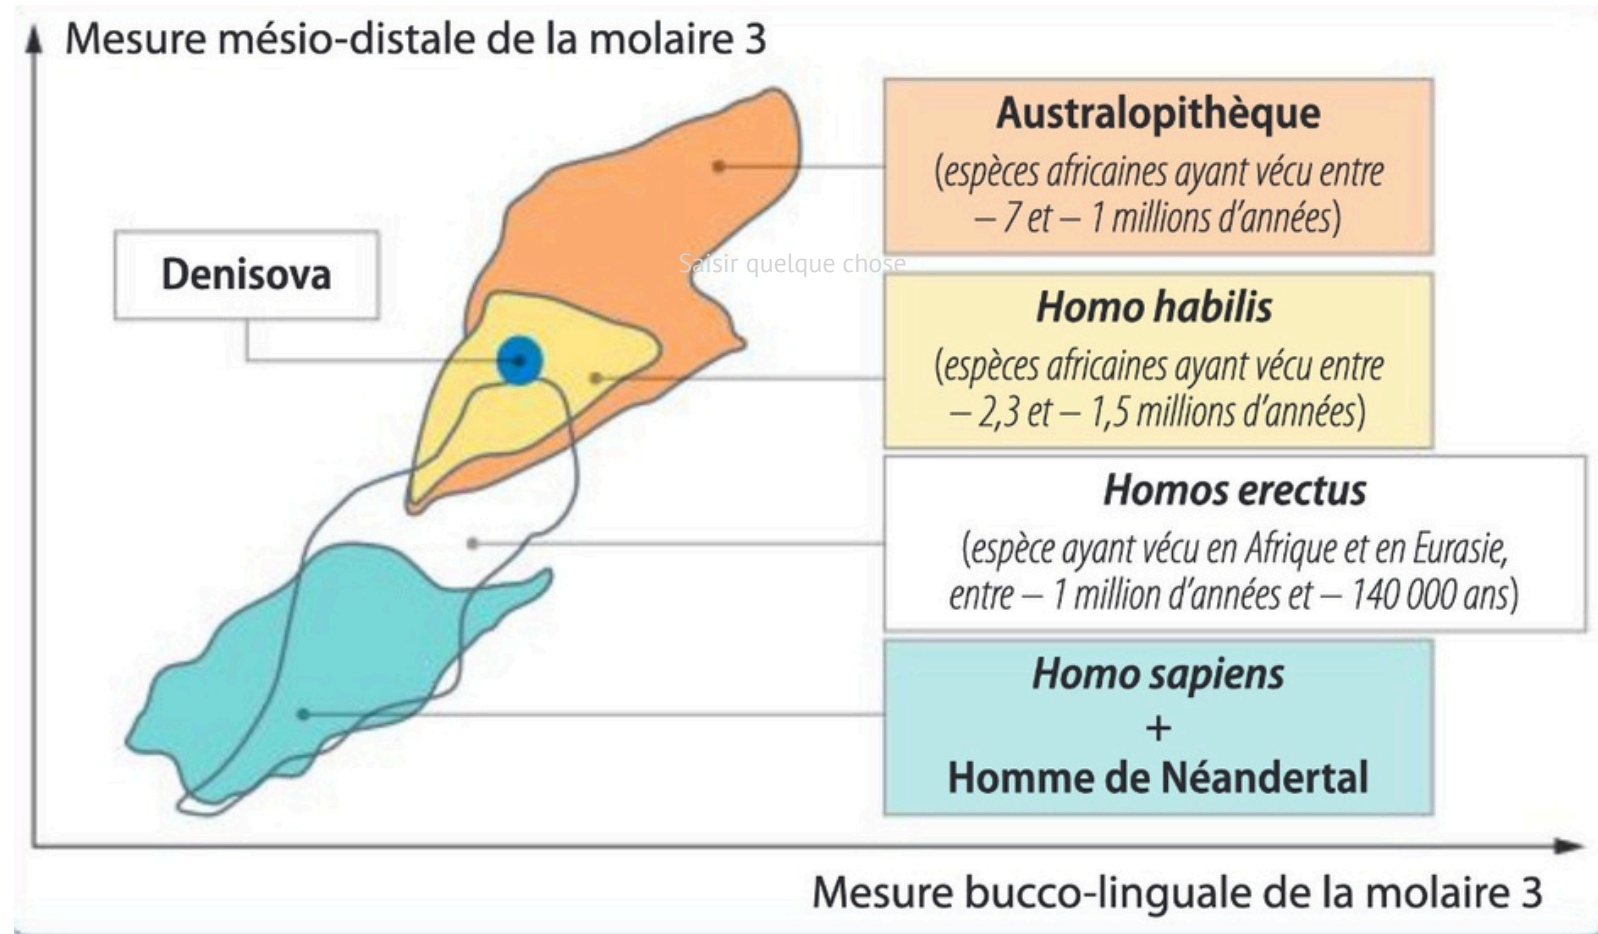 Mesure mésio-distale de la molaire 3
Australopithèque
(espèces africaines ayant vécu entre
– 7 et – 1 millions d'années)
Denisova
Saisir quelque chose
Homo habilis
(espèces africaines ayant vécu entre
– 2,3 et – 1,5 millions d'années)
Homos erectus
(espèce ayant vécu en Afrique et en Eurasie,
entre – 1 million d'années et – 140 000 ans)
Homo sapiens
+
Homme de Néandertal
Mesure bucco-linguale de la molaire 3